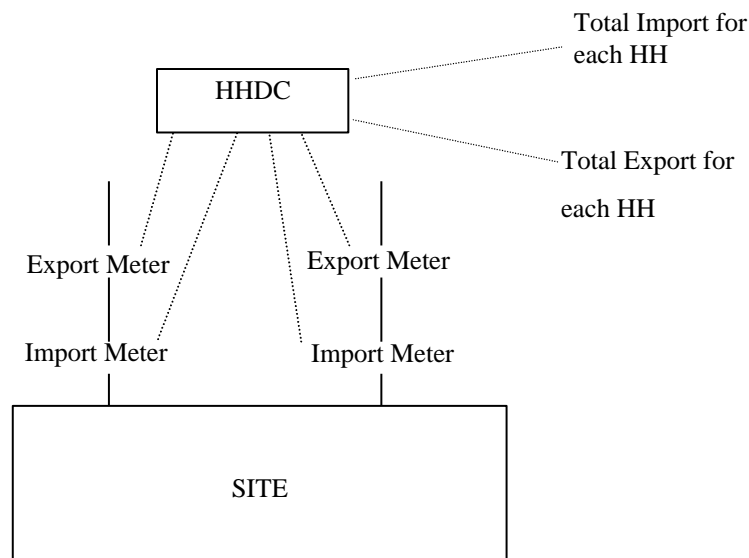 Total Import for
each HH
HHDC
Total Export for
each HH
Export Meter
Export Meter
Import Meter
Import Meter
SITE